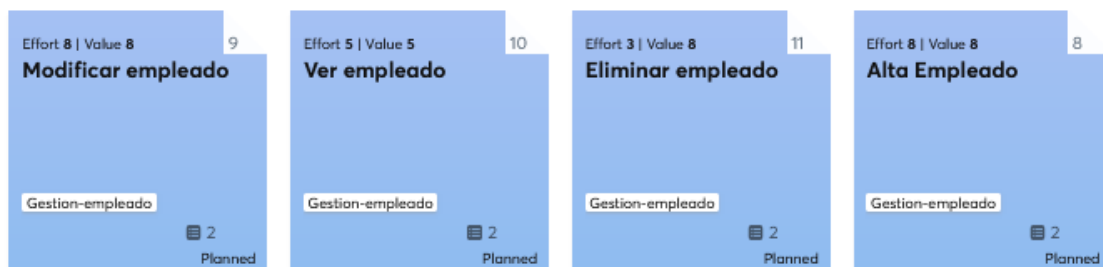 Effort 8 | Value 8
9
Modificar empleado
Gestion-empleado
2
Planned
Effort 5 | Value 5
10
Ver empleado
Gestion-empleado
2
Planned
Effort 3 | Value 8
11
Eliminar empleado
Gestion-empleado
2
Planned
Effort 8 | Value 8
8
Alta Empleado
Gestion-empleado
2
Planned